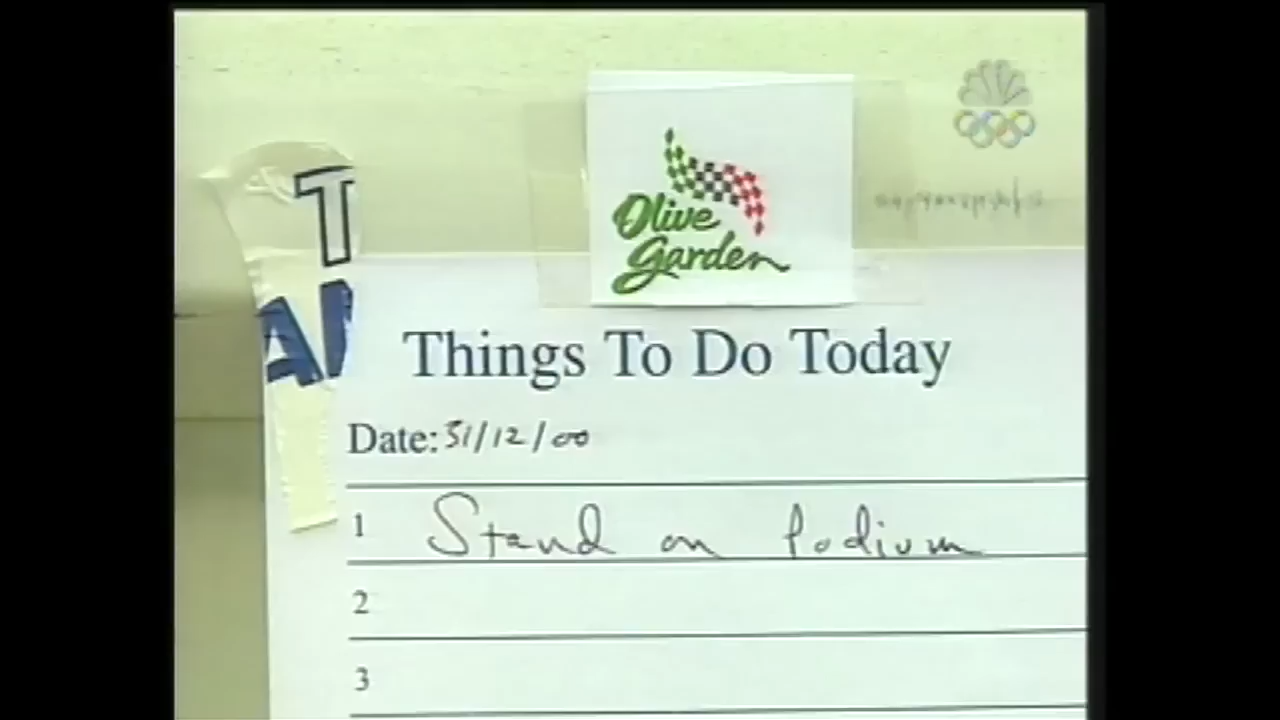 Olive
Garden
T
Things To Do Today
Date: 31/12/00
1 Stand on Podium
2
3